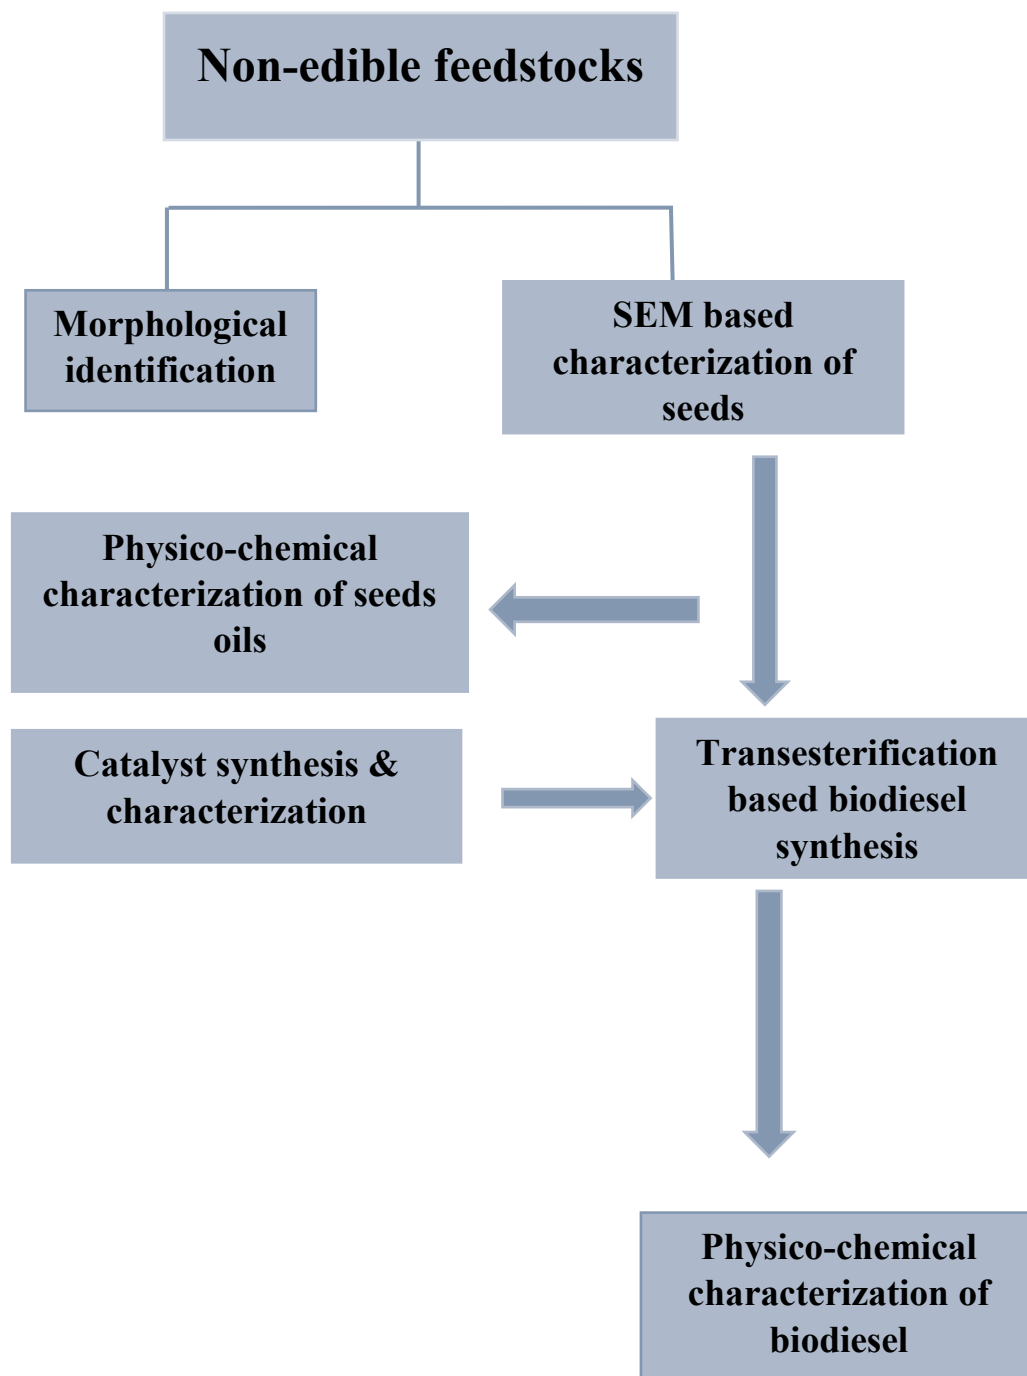 Non-edible feedstocks
Morphological
identification
SEM based
characterization of
seeds
Physico-chemical
characterization of seeds
oils
Catalyst synthesis &
characterization
Transesterification
based biodiesel
synthesis
Physico-chemical
characterization of
biodiesel